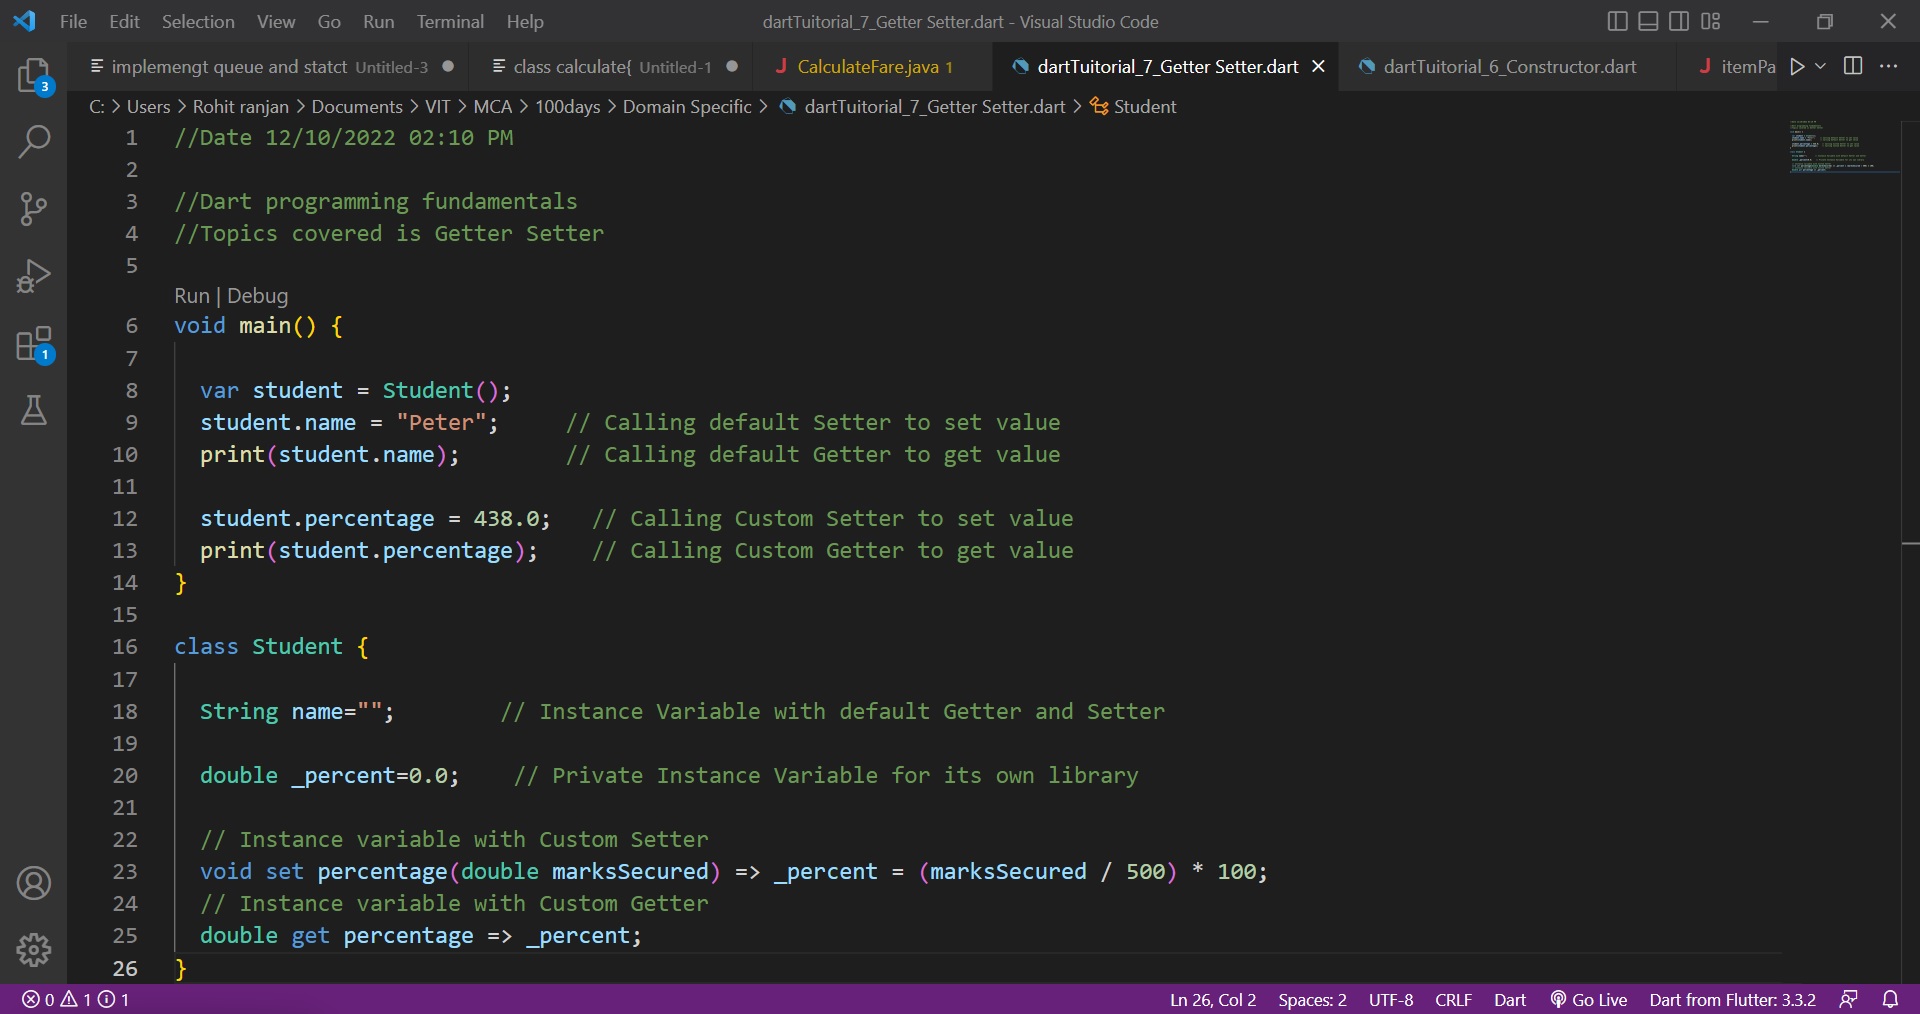 File Edit Selection View Go Run Terminal Help dartTuitorial_7_Getter Setter.dart - Visual Studio Code
implemengt queue and statct Untitled-3 class calculate{ Untitled-1 J CalculateFare.java 1 dartTuitorial_7_Getter Setter.dart dartTuitorial_6_Constructor.dart J itemPa
C: > Users > Rohit ranjan > Documents > VIT > MCA > 100days > Domain Specific > dartTuitorial_7_Getter Setter.dart > Student
3
1
1 //Date 12/10/2022 02:10 PM
2
3 //Dart programming fundamentals
4 //Topics covered is Getter Setter
5
Run | Debug
6 void main() {
7
8 var student = Student();
9 student.name = "Peter"; // Calling default Setter to set value
10 print(student.name); // Calling default Getter to get value
11
12 student.percentage = 438.0; // Calling Custom Setter to set value
13 print(student.percentage); // Calling Custom Getter to get value
14 }
15
16 class Student {
17
18 String name=""; // Instance Variable with default Getter and Setter
19
20 double _percent=0.0; // Private Instance Variable for its own library
21
22 // Instance variable with Custom Setter
23 void set percentage(double marksSecured) => _percent = (marksSecured / 500) * 100;
24 // Instance variable with Custom Getter
25 double get percentage => _percent;
26 }
0 1 1 Ln 26, Col 2 Spaces: 2 UTF-8 CRLF Dart Go Live Dart from Flutter: 3.3.2